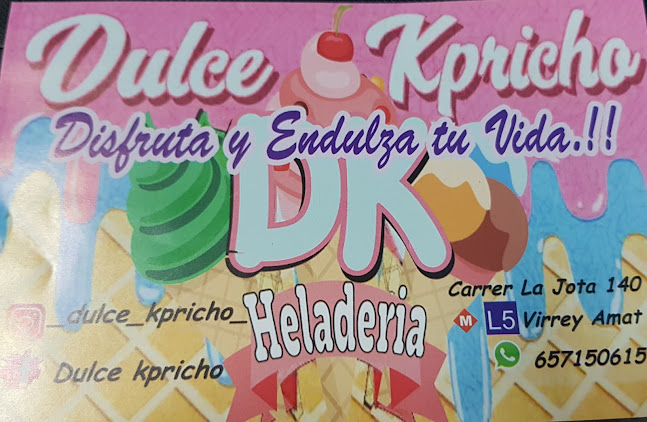 Dulce Kpricho
Disfruta y Endulza tu Vida.!!
DK
Heladeria
_dulce_kpricho_
Dulce kpricho
Carrer La Jota 140
M L5 Virrey Amat
657150615